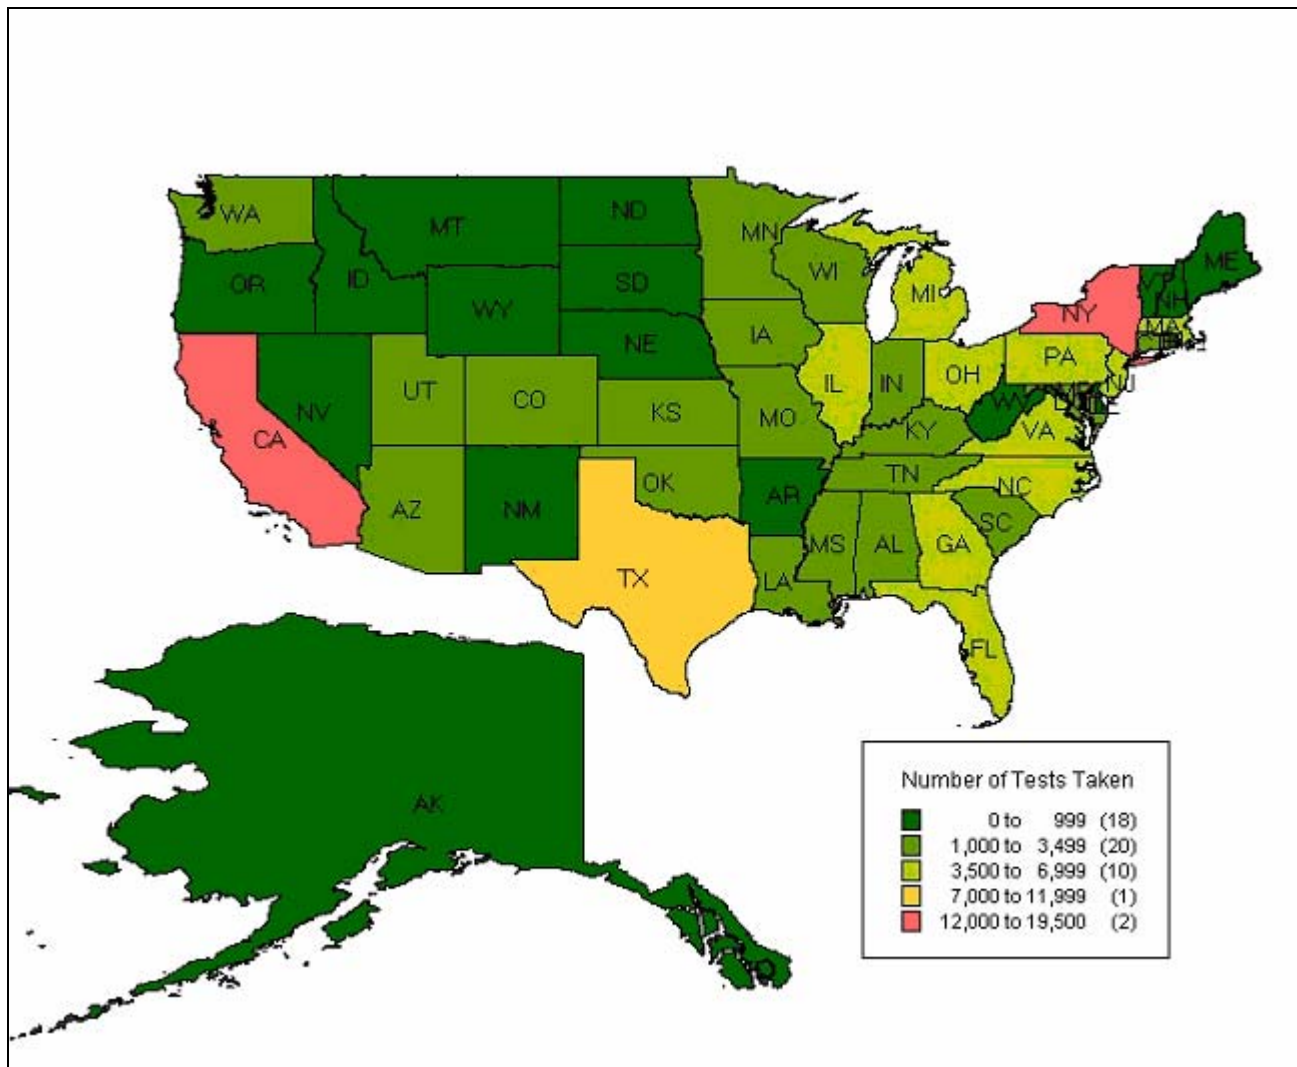 WA
MT
ND
MN
ME
VT
NH
OR
ID
SD
WI
MI
WY
NY
MA
NE
IA
PA
NJ
UT
CO
IL
IN
OH
NV
KS
MO
WV
VA
CA
KY
TN
NC
OK
AZ
NM
AR
SC
MS
AL
GA
TX
LA
FL
AK
Number of Tests Taken
0 to 999 (18)
1,000 to 3,499 (20)
3,500 to 6,999 (10)
7,000 to 11,999 (1)
12,000 to 19,500 (2)